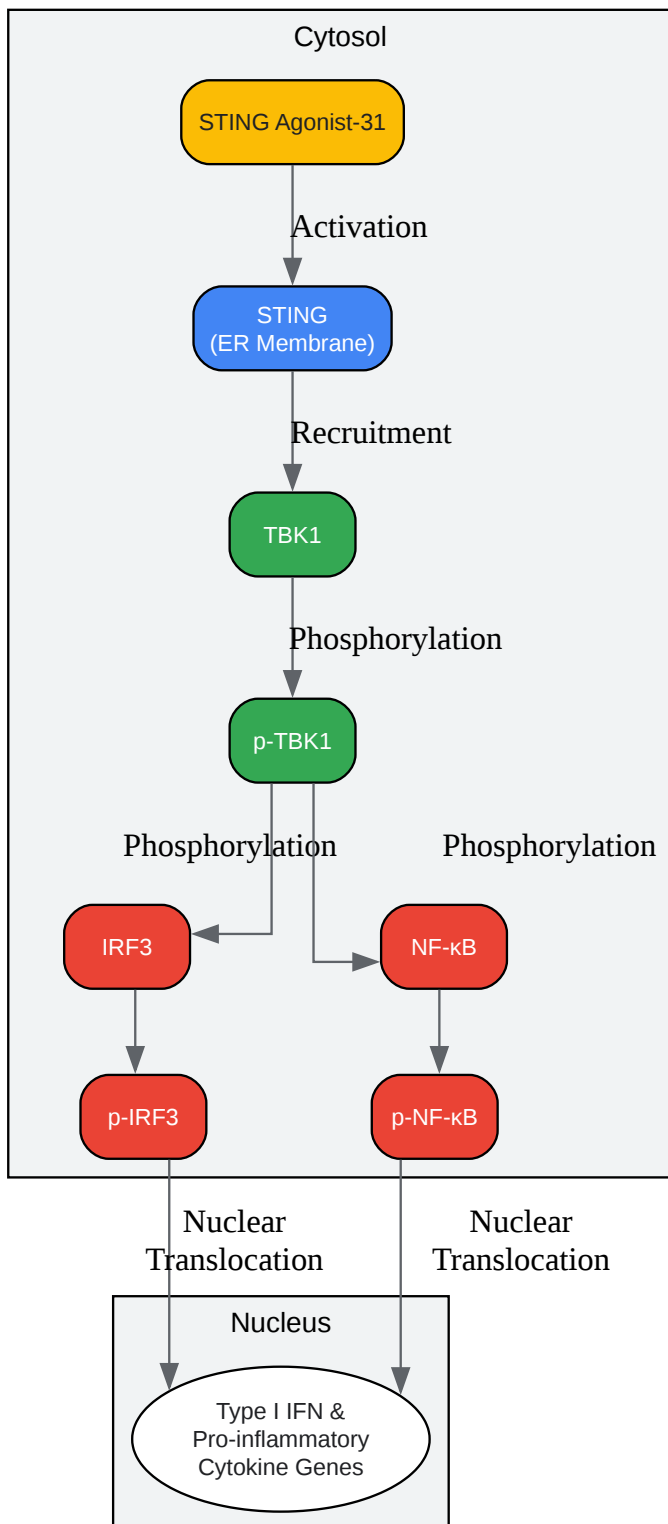 Cytosol
STING Agonist-31
Activation
STING
(ER Membrane)
Recruitment
TBK1
Phosphorylation
p-TBK1
Phosphorylation
Phosphorylation
IRF3
NF-κB
p-IRF3
p-NF-κB
Nuclear
Translocation
Nuclear
Translocation
Nucleus
Type I IFN &
Pro-inflammatory
Cytokine Genes